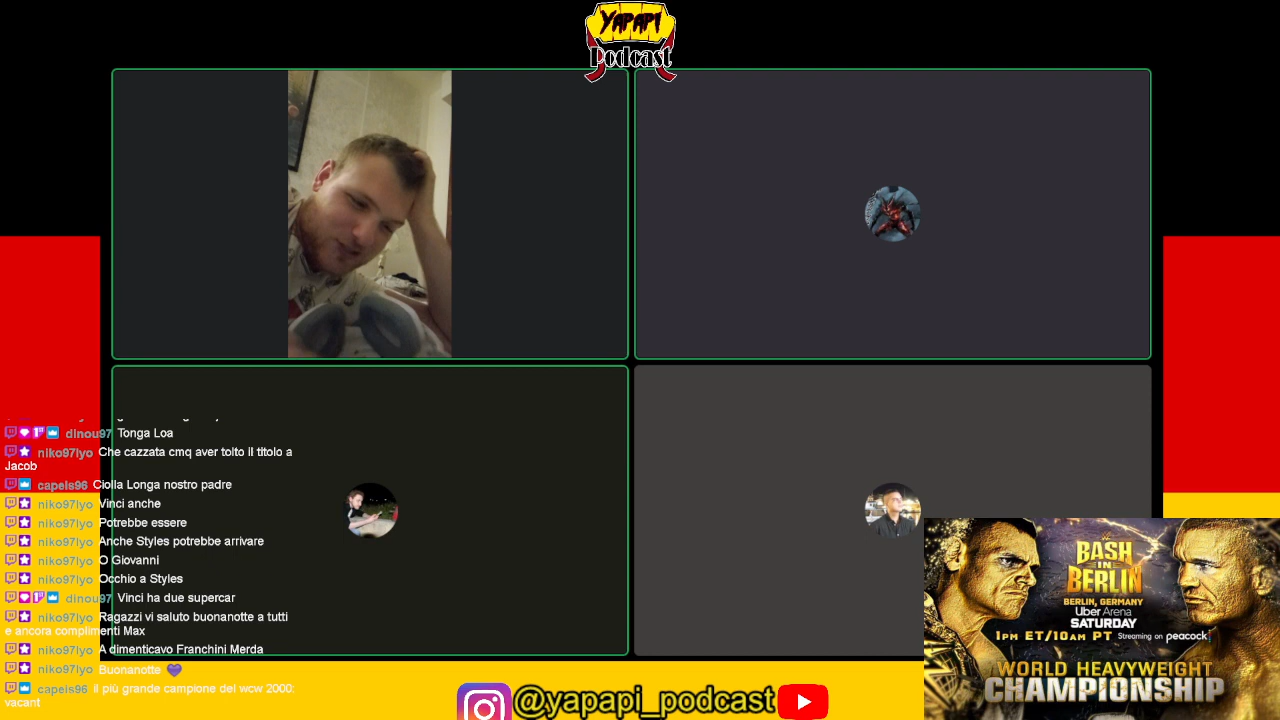 YAPAPI
Podcast
dinou97 Tonga Loa
niko97lyo Che cazzata cmq aver tolto il titolo a
Jacob
capels96 Ciolla Longa nostro padre
niko97lyo Vinci anche
niko97lyo Potrebbe essere
niko97lyo Anche Styles potrebbe arrivare
niko97lyo O Giovanni
niko97lyo Occhio a Styles
dinou97 Vinci ha due supercar
niko97lyo Ragazzi vi saluto buonanotte a tutti
e ancora complimenti Max
niko97lyo A dimenticavo Franchini Merda
niko97lyo Buonanotte 💜
capels96 Il più grande campione del wcw 2000:
vacant
@yapapi_podcast
BASH
IN
BERLIN
BERLIN, GERMANY
Uber Arena
SATURDAY
1PM ET/10AM PT Streaming on peacock
WORLD HEAVYWEIGHT
CHAMPIONSHIP